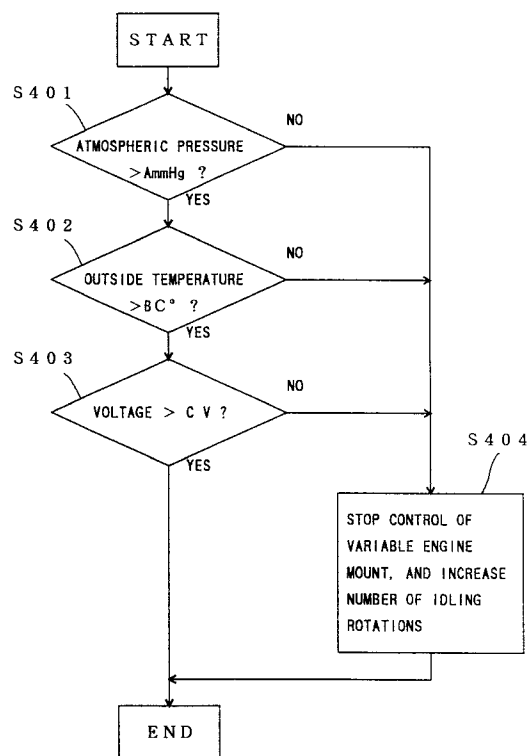 START
S401
NO
ATMOSPHERIC PRESSURE
>AmmHg ?
YES
S402
NO
OUTSIDE TEMPERATURE
>BC° ?
YES
S403
NO
VOLTAGE > C V ?
YES
S404
STOP CONTROL OF
VARIABLE ENGINE
MOUNT, AND INCREASE
NUMBER OF IDLING
ROTATIONS
END